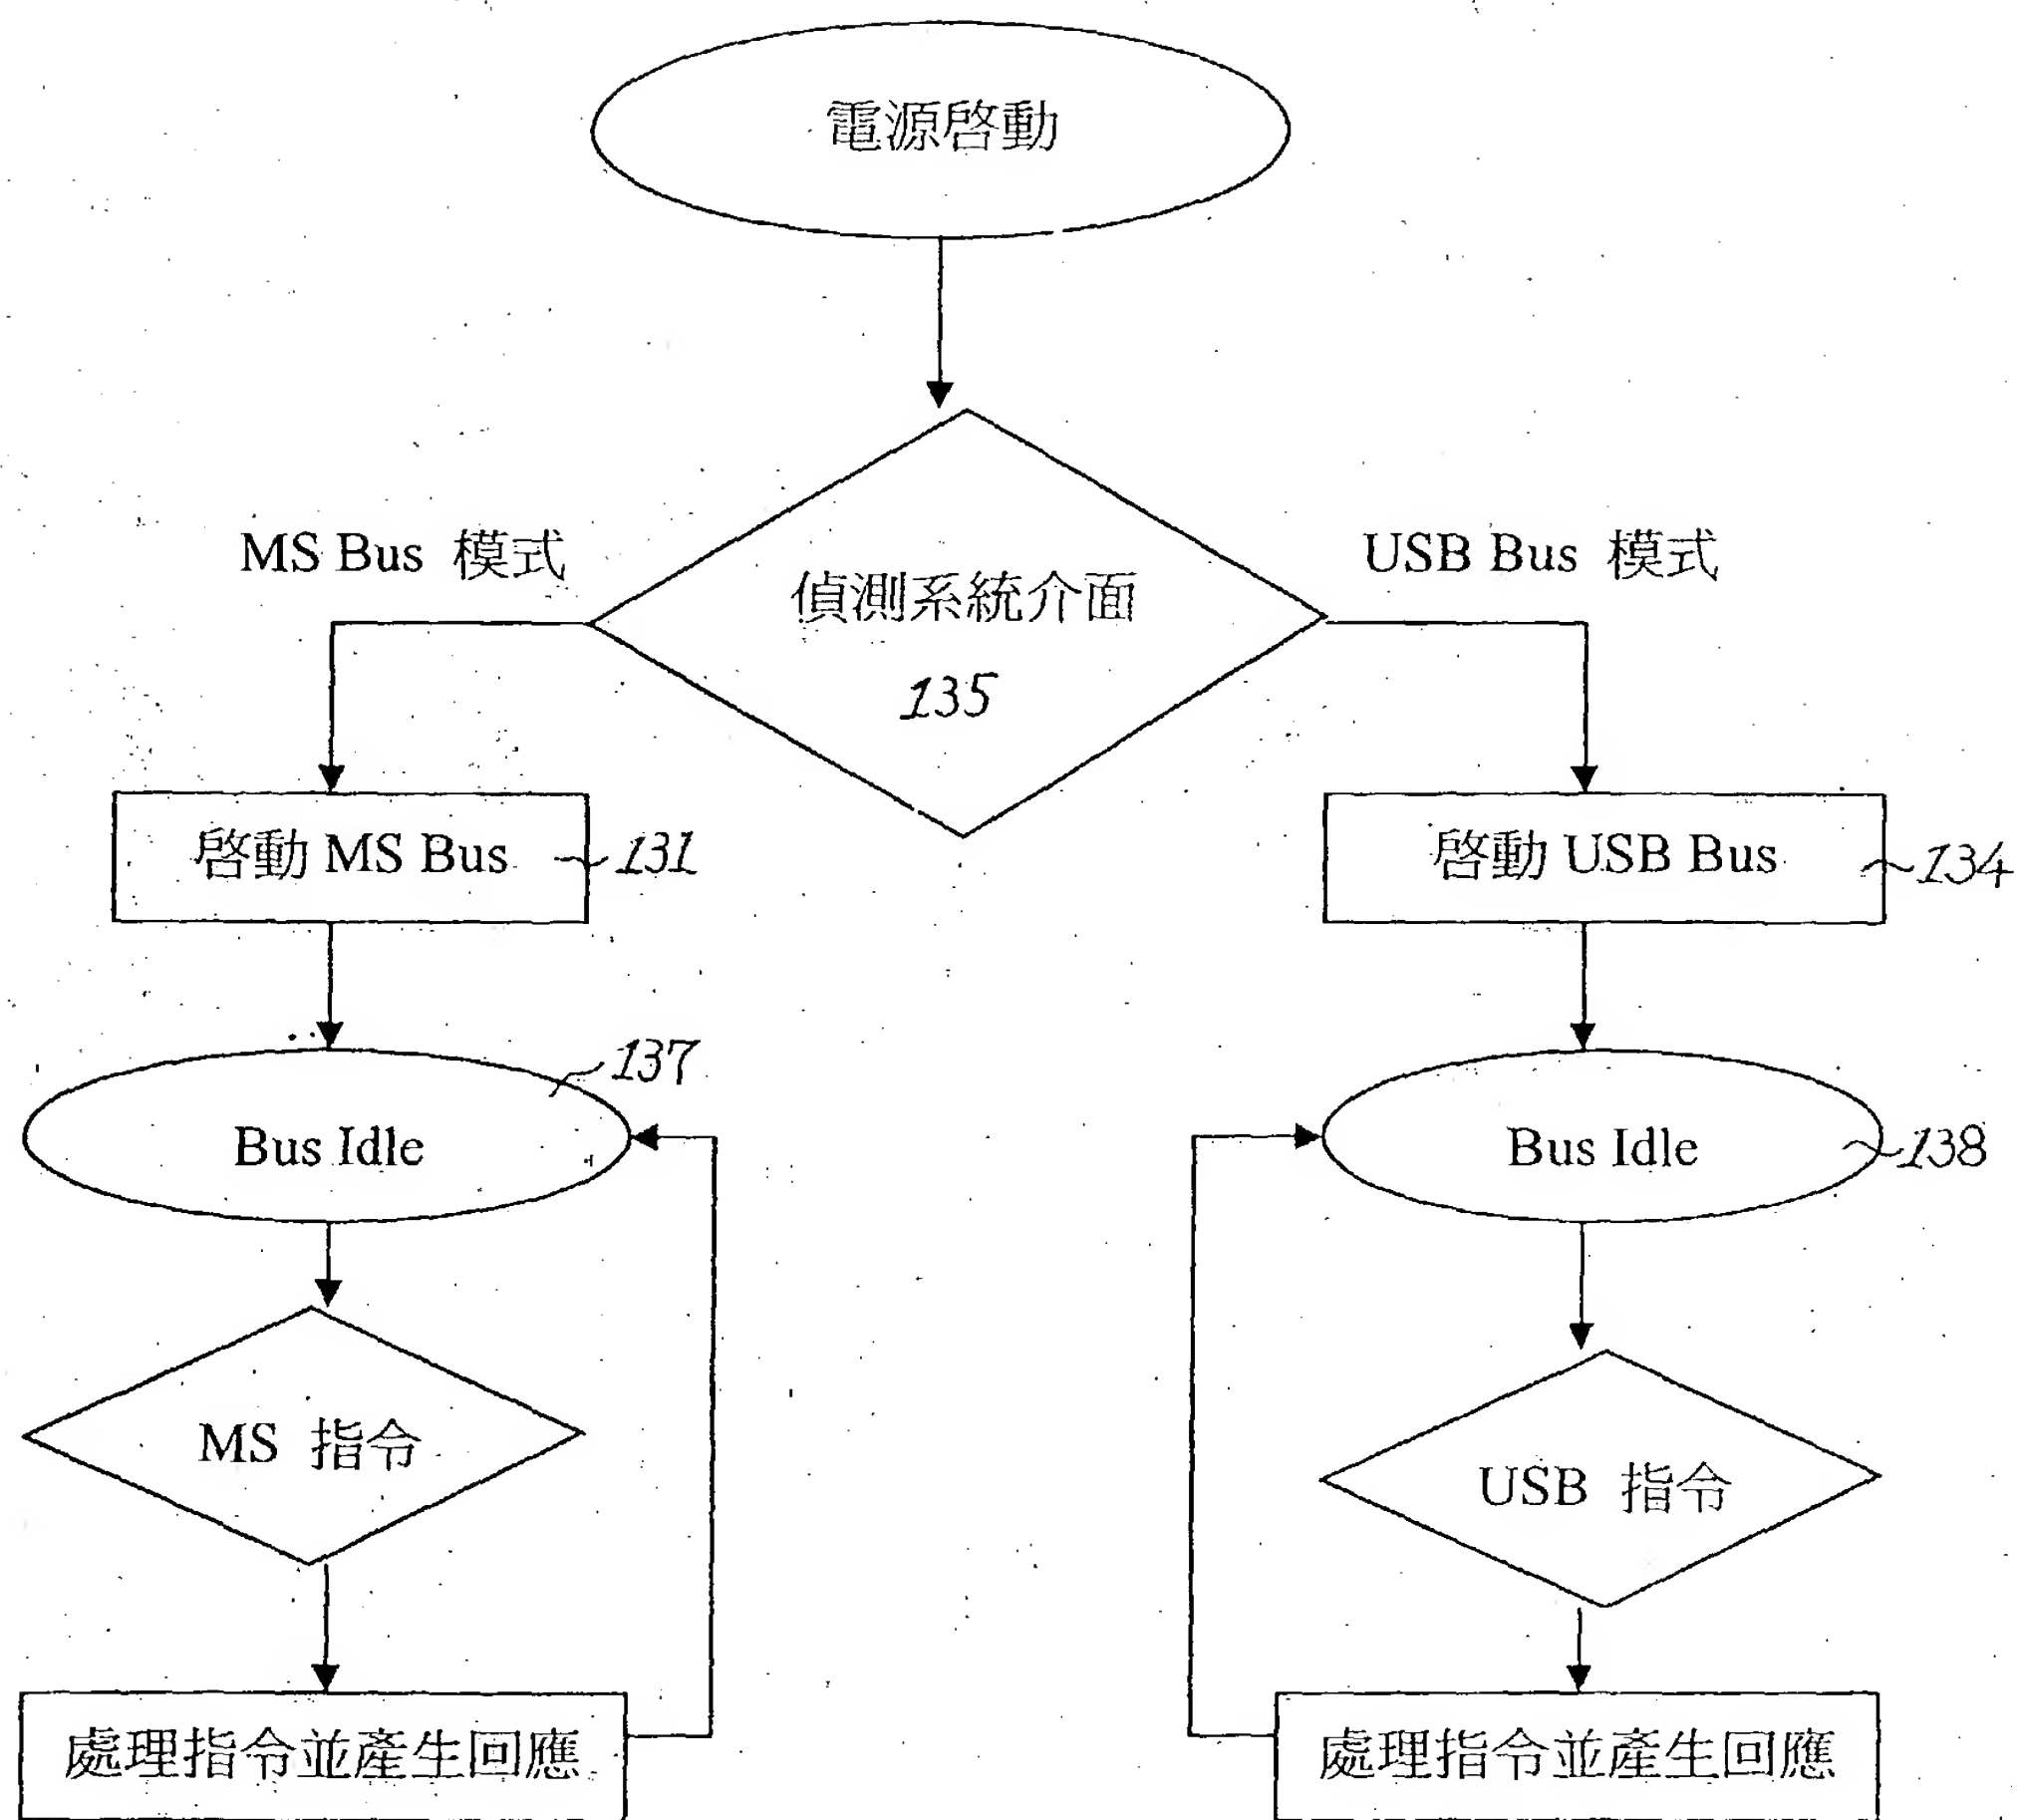 電源啓動
MS Bus 模式
USB Bus 模式
偵測系統介面
135
啓動 MS Bus
131
啓動 USB Bus
134
137
Bus Idle
Bus Idle
138
MS 指令
USB 指令
處理指令並產生回應
處理指令並產生回應